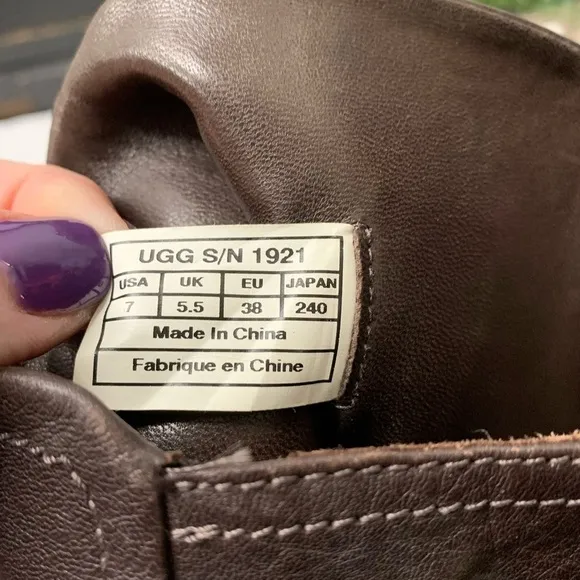 UGG S/N 1921
USA UK EU JAPAN
7 5.5 38 240
Made In China
Fabrique en Chine